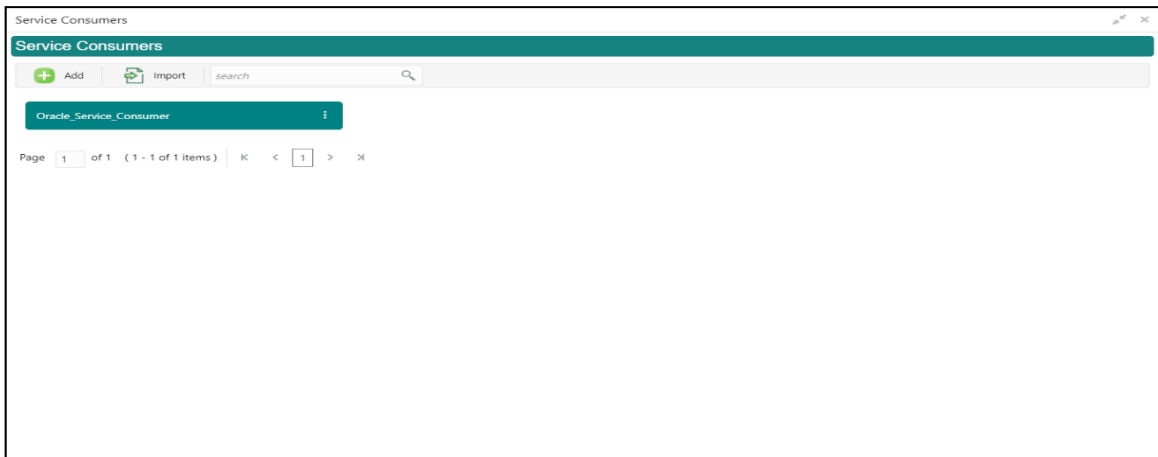 Service Consumers
Service Consumers
Add Import search
Oracle_Service_Consumer
Page 1 of 1 ( 1 - 1 of 1 items ) K < 1 > Ж